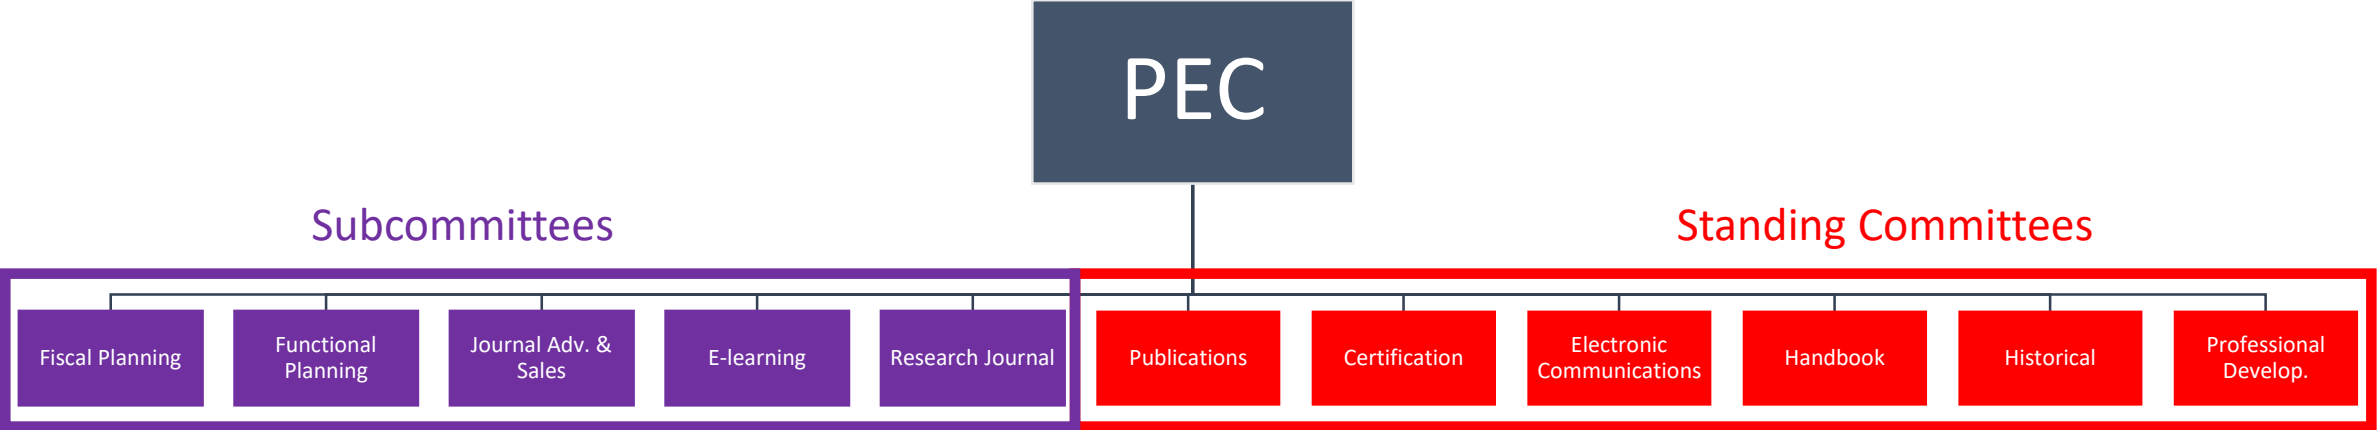 PEC
Subcommittees
Standing Committees
Fiscal Planning
Functional
Planning
Journal Adv. &
Sales
E-learning
Research Journal
Publications
Certification
Electronic
Communications
Handbook
Historical
Professional
Develop.